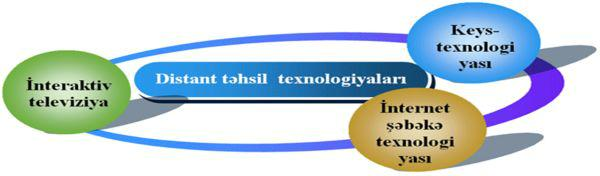 Distant təhsil texnologiyaları
Keys-
texnologi
yası
İnteraktiv
televiziya
İnternet
şəbəkə
texnologi
yası